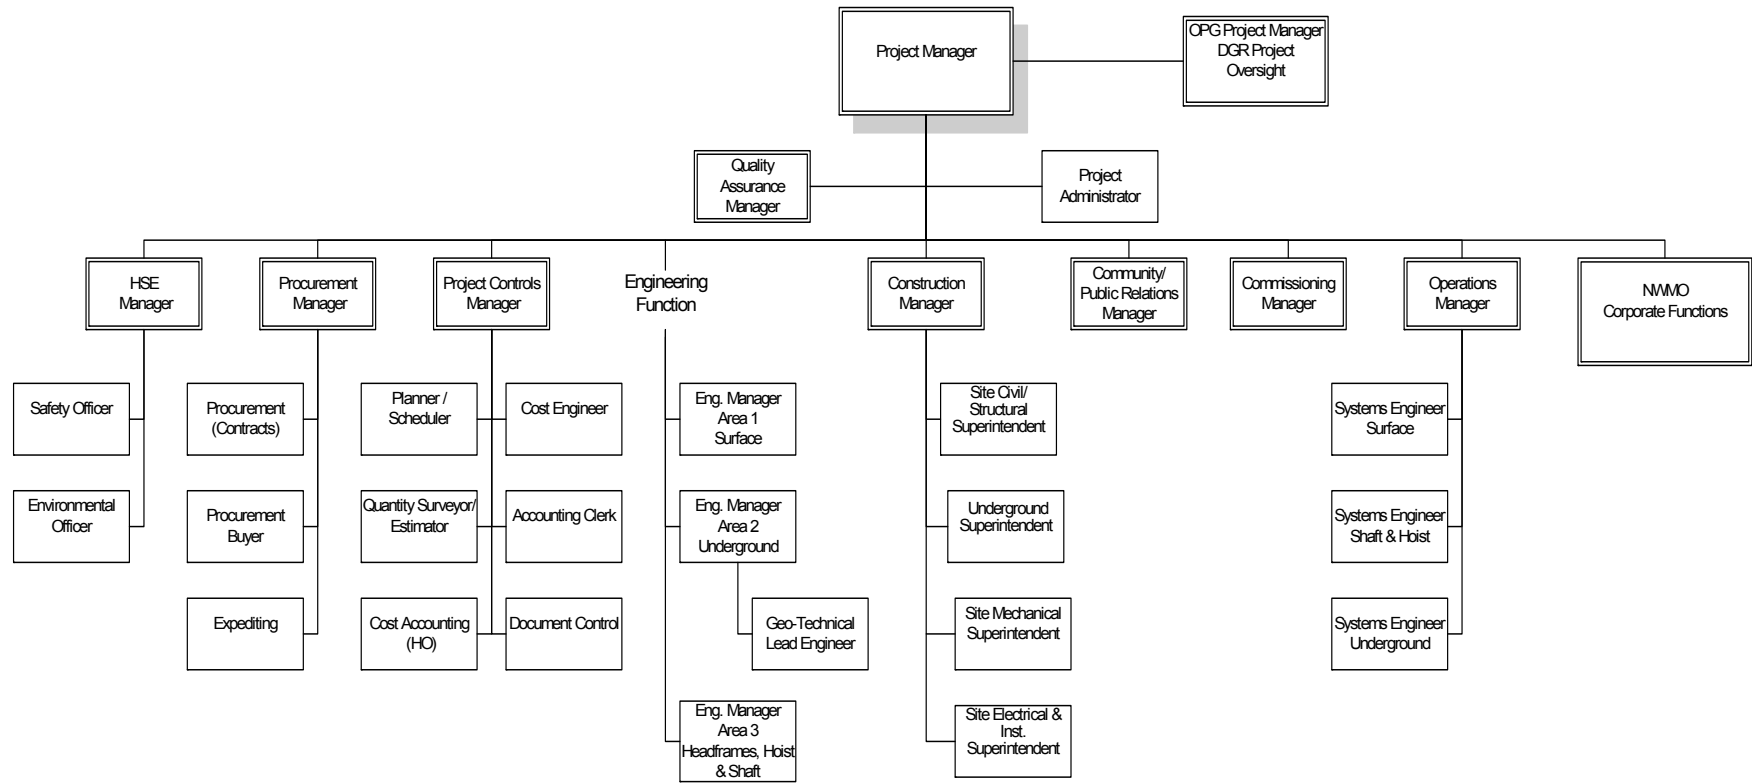 Project Manager
OPG Project Manager
DGR Project
Oversight
Quality
Assurance
Manager
Project
Administrator
HSE
Manager
Procurement
Manager
Project Controls
Manager
Engineering
Function
Construction
Manager
Community/
Public Relations
Manager
Commissioning
Manager
Operations
Manager
NWMO
Corporate Functions
Safety Officer
Procurement
(Contracts)
Planner /
Scheduler
Cost Engineer
Eng. Manager
Area 1
Surface
Site Civil/
Structural
Superintendent
Systems Engineer
Surface
Environmental
Officer
Procurement
Buyer
Quantity Surveyor/
Estimator
Accounting Clerk
Eng. Manager
Area 2
Underground
Underground
Superintendent
Systems Engineer
Shaft & Hoist
Expediting
Cost Accounting
(HO)
Document Control
Geo-Technical
Lead Engineer
Site Mechanical
Superintendent
Systems Engineer
Underground
Eng. Manager
Area 3
Headframes, Hoist
& Shaft
Site Electrical &
Inst.
Superintendent